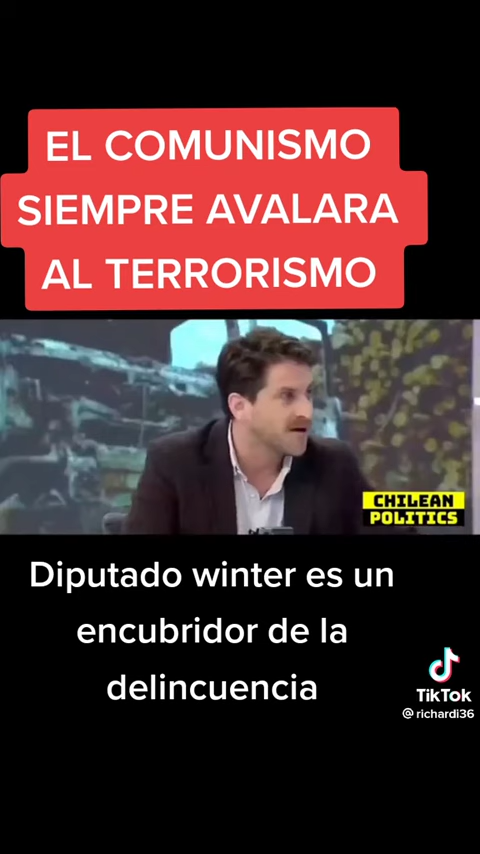 EL COMUNISMO
SIEMPRE AVALARA
AL TERRORISMO
CHILEAN
POLITICS
Diputado winter es un
encubridor de la
delincuencia
TikTok
@richardi36